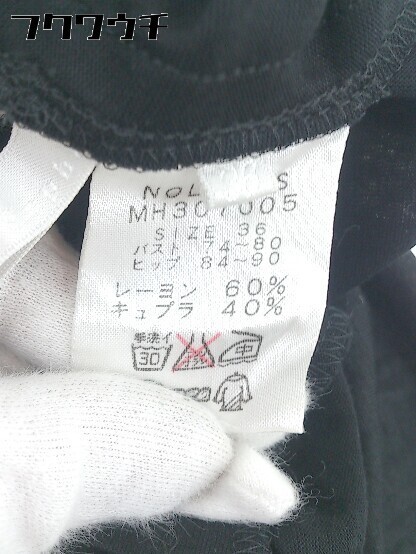 フクワウチ
NOL S
MH307005
SIZE 36
バスト 74～80
ヒップ 84～90
レーヨン 60%
キュプラ 40%
手洗イ
30
中